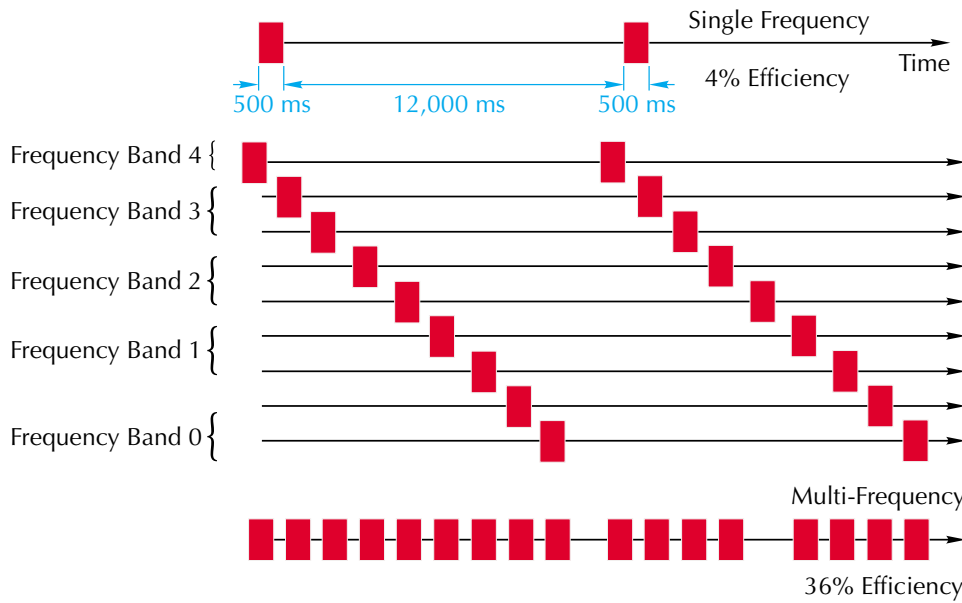 Single Frequency
Time
4% Efficiency
500 ms
12,000 ms
500 ms
Frequency Band 4
Frequency Band 3
Frequency Band 2
Frequency Band 1
Frequency Band 0
Multi-Frequency
36% Efficiency